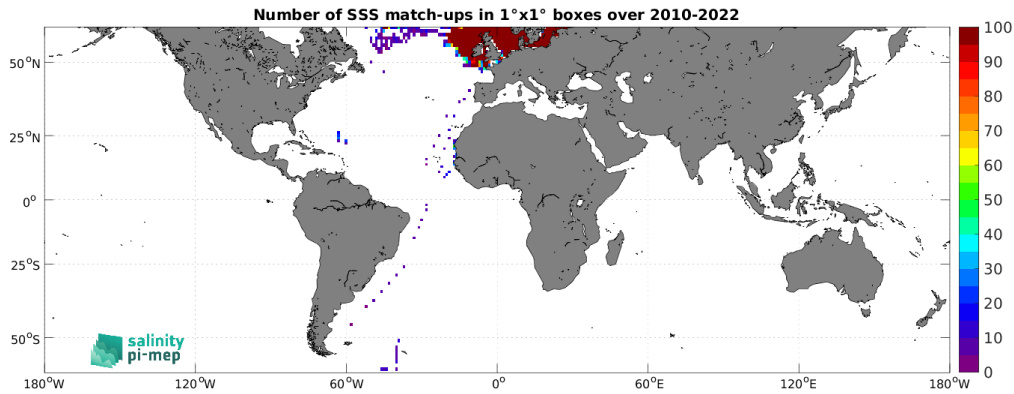 Number of SSS match-ups in 1°x1° boxes over 2010-2022
50°N
25°N
0°
25°S
50°S
180°W
120°W
60°W
0°
60°E
120°E
180°W
100
90
80
70
60
50
40
30
20
10
0
salinity
pi-mep